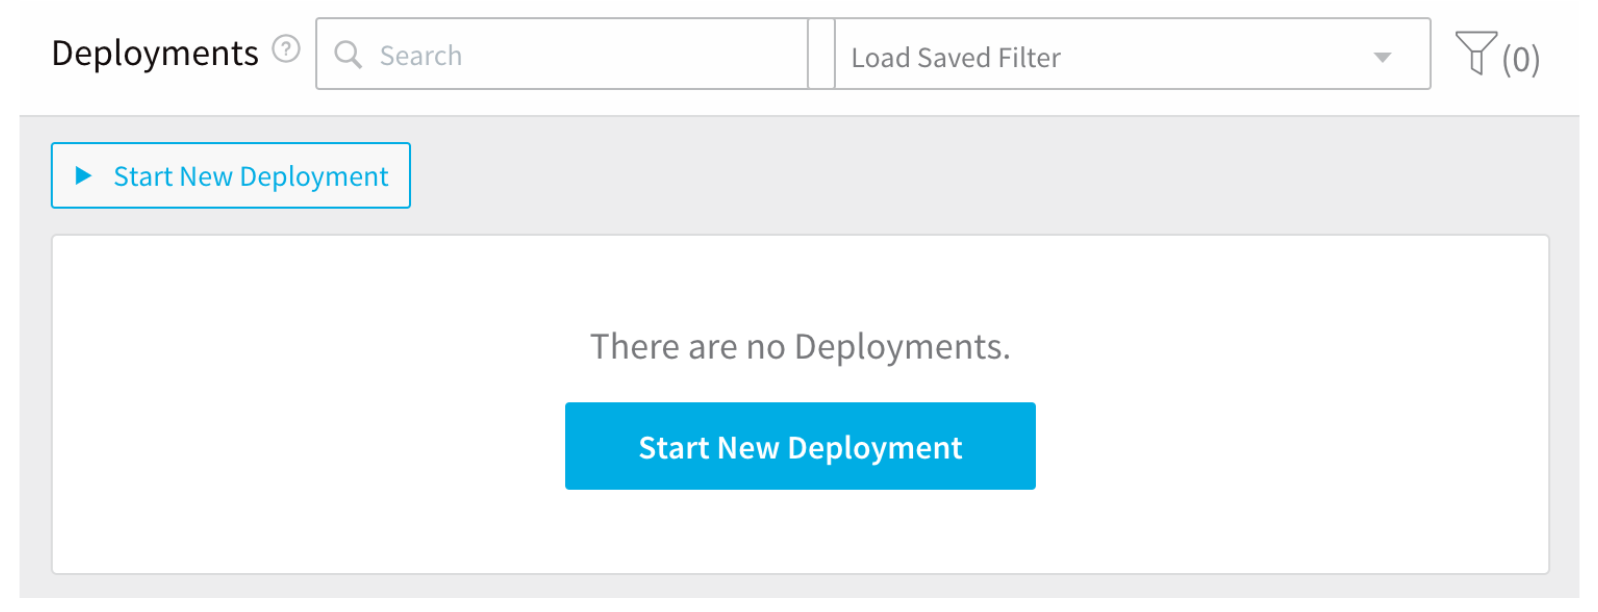 Deployments ? Search Load Saved Filter (0)
Start New Deployment
There are no Deployments.
Start New Deployment